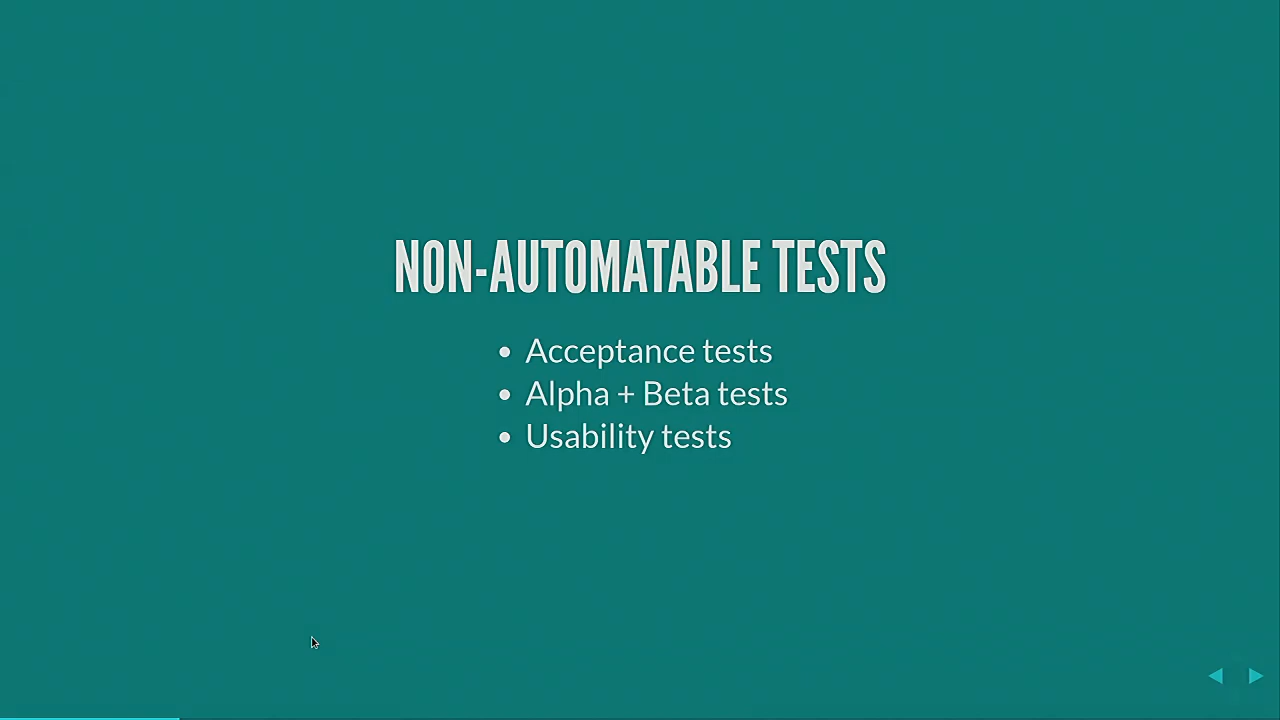 NON-AUTOMATABLE TESTS
Acceptance tests
Alpha + Beta tests
Usability tests